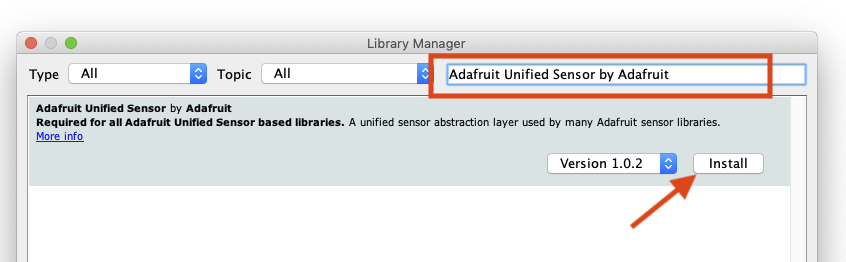 Library Manager
Type All Topic All Adafruit Unified Sensor by Adafruit
Adafruit Unified Sensor by Adafruit
Required for all Adafruit Unified Sensor based libraries. A unified sensor abstraction layer used by many Adafruit sensor libraries.
More info
Version 1.0.2 Install